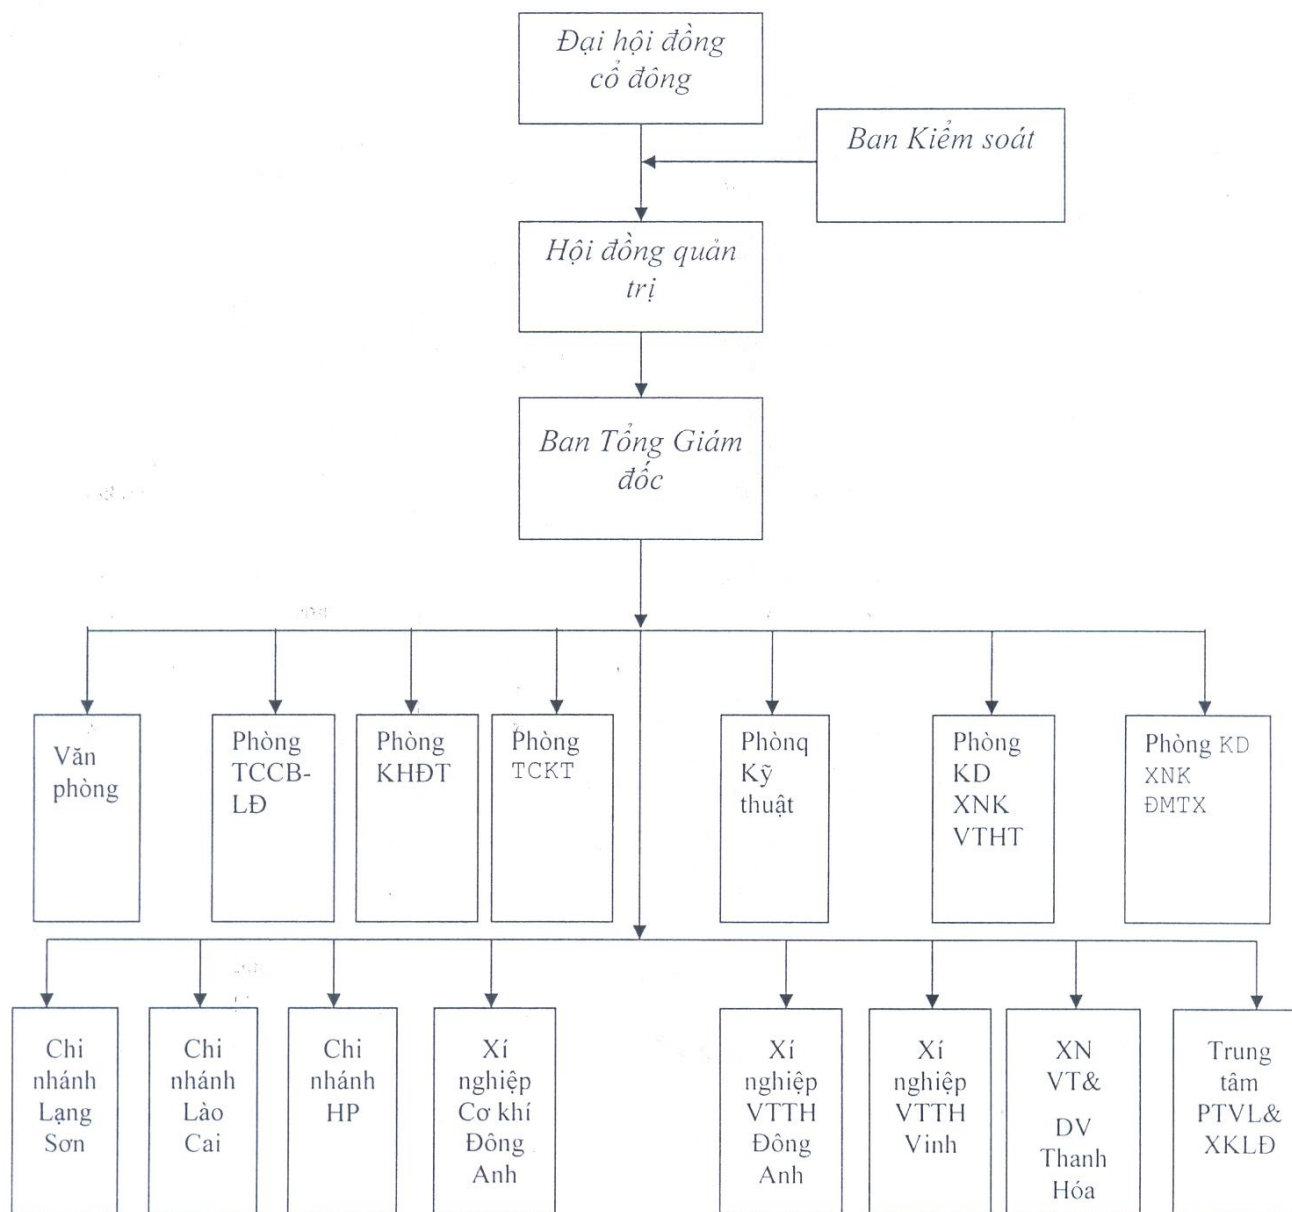 Đại hội đồng
cổ đông
Ban Kiểm soát
Hội đồng quản
trị
Ban Tổng Giám
đốc
Văn
phòng
Phòng
TCCB-
LĐ
Phòng
KHĐT
Phòng
TCKT
Phòng
Kỹ
thuật
Phòng
KD
XNK
VTHT
Phòng KD
XNK
ĐMTX
Chi
nhánh
Lạng
Sơn
Chi
nhánh
Lào
Cai
Chi
nhánh
HP
Xí
nghiệp
Cơ khí
Đông
Anh
Xí
nghiệp
VTTH
Đông
Anh
Xí
nghiệp
VTTH
Vinh
XN
VT&
DV
Thanh
Hóa
Trung
tâm
PTVL&
XKLĐ